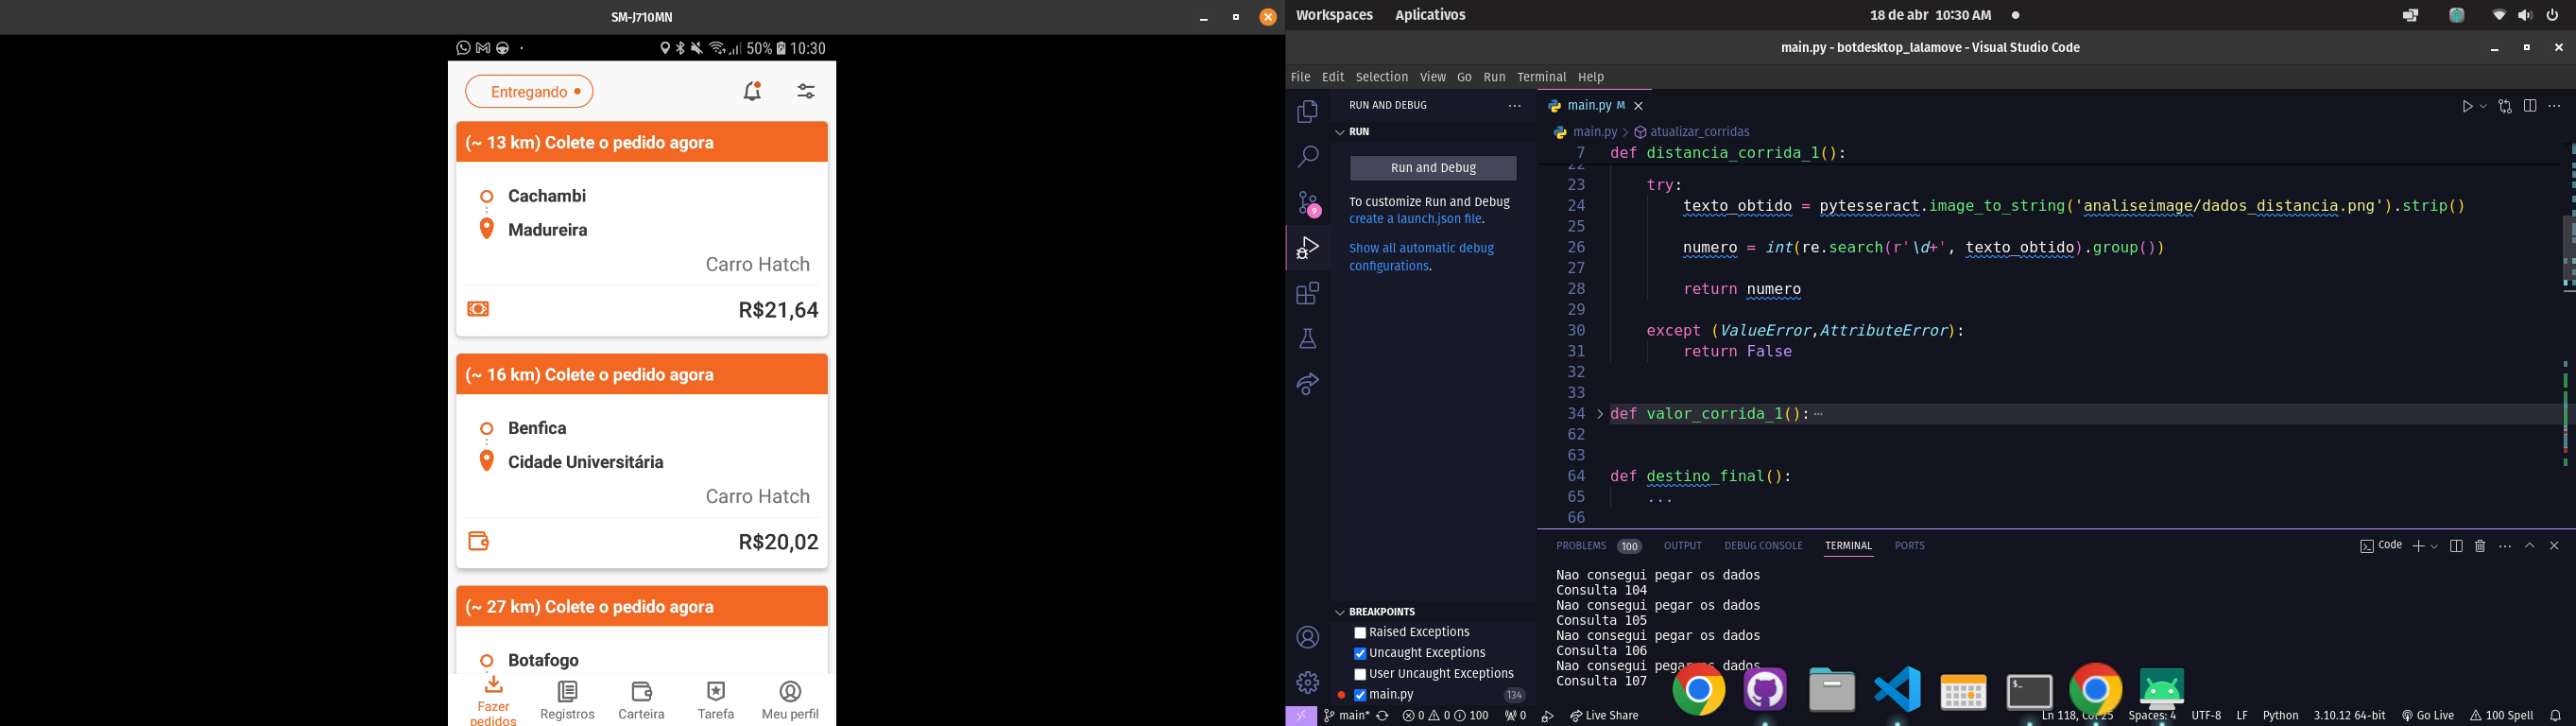 SM-J710MN
50% 10:30
Entregando
(~ 13 km) Colete o pedido agora
Cachambi
Madureira
Carro Hatch
R$21,64
(~ 16 km) Colete o pedido agora
Benfica
Cidade Universitária
Carro Hatch
R$20,02
(~ 27 km) Colete o pedido agora
Botafogo
Fazer pedidos
Registros
Carteira
Tarefa
Meu perfil
Workspaces Aplicativos
18 de abr 10:30 AM
main.py - botdesktop_lalamove - Visual Studio Code
File Edit Selection View Go Run Terminal Help
RUN AND DEBUG
RUN
Run and Debug
To customize Run and Debug
create a launch.json file.
Show all automatic debug
configurations.
BREAKPOINTS
Raised Exceptions
Uncaught Exceptions
User Uncaught Exceptions
main.py 134
9
main.py M
main.py > atualizar_corridas
7 def distancia_corrida_1():
22
23 try:
24 texto_obtido = pytesseract.image_to_string('analiseimage/dados_distancia.png').strip()
25
26 numero = int(re.search(r'\d+', texto_obtido).group())
27
28 return numero
29
30 except (ValueError,AttributeError):
31 return False
32
33
34 def valor_corrida_1(): ...
62
63
64 def destino_final():
65 ...
66
PROBLEMS 100 OUTPUT DEBUG CONSOLE TERMINAL PORTS
Code
Nao consegui pegar os dados
Consulta 104
Nao consegui pegar os dados
Consulta 105
Nao consegui pegar os dados
Consulta 106
Nao consegui pegar os dados
Consulta 107
main* 0 0 100 0 Live Share
Ln 118, Col 25 Spaces: 4 UTF-8 LF Python 3.10.12 64-bit Go Live 100 Spell